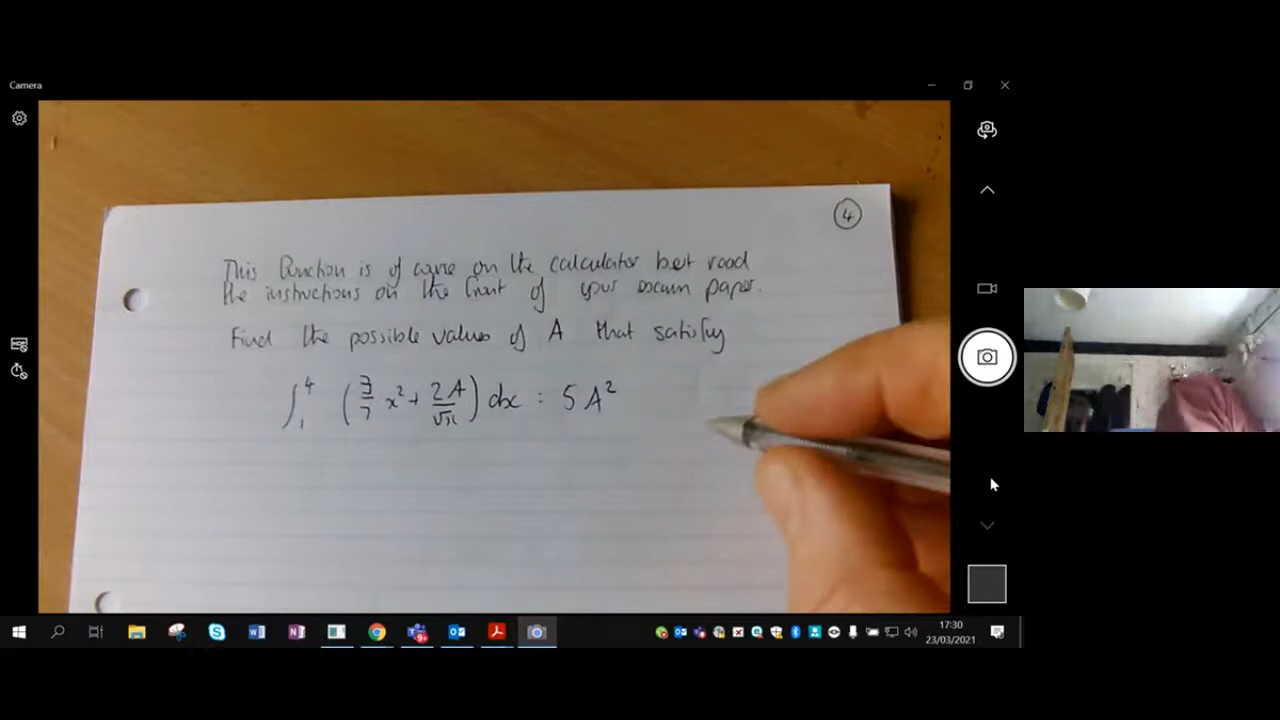 Camera
4
This function is of course on the calculator but read
the instructions on the front of your exam paper.
Find the possible values of A that satisfy
∫₁⁴ (3/7 x² + 2A/√x) dx = 5A²
17:30
23/03/2021